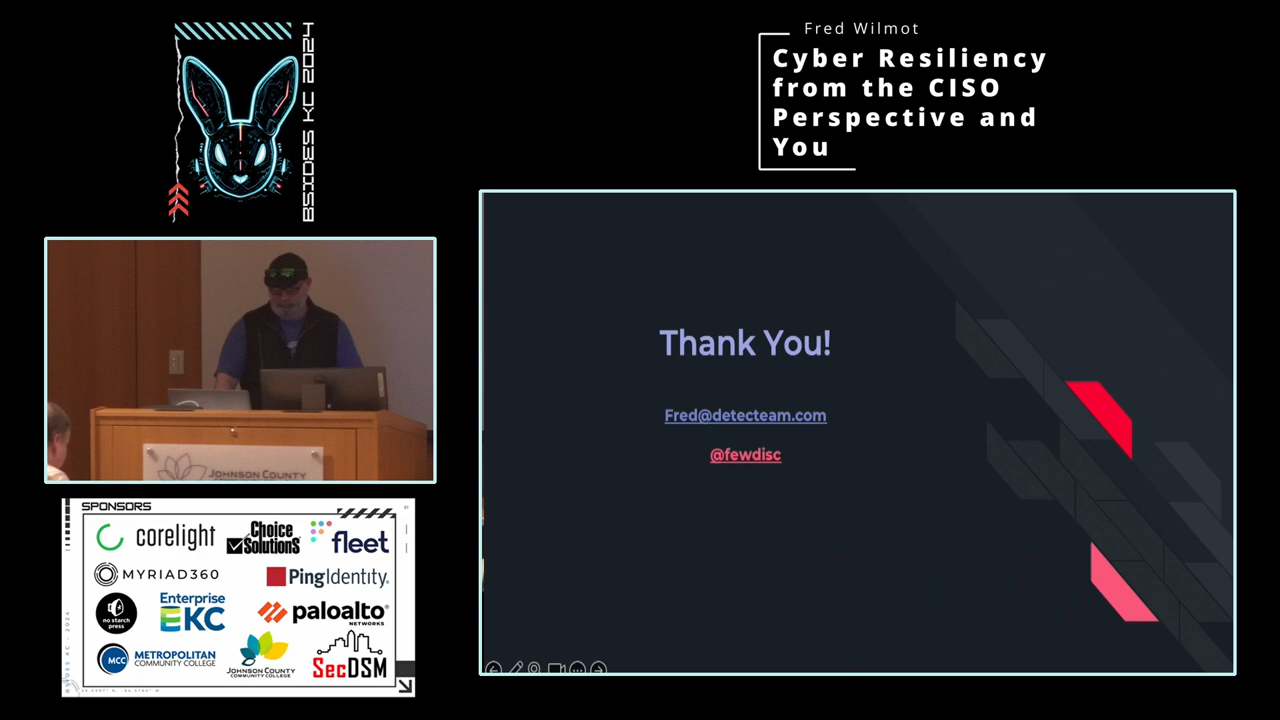 BSIDES KC 2024
Fred Wilmot
Cyber Resiliency
from the CISO
Perspective and
You
Thank You!
Fred@detecteam.com
@fewdisc
JOHNSON COUNTY
SPONSORS
corelight
Choice
Solutions
fleet
MYRIAD360
PingIdentity
no starch
press
Enterprise
KC
paloalto
NETWORKS
MCC
METROPOLITAN
COMMUNITY COLLEGE
JOHNSON COUNTY
COMMUNITY COLLEGE
SecDSM